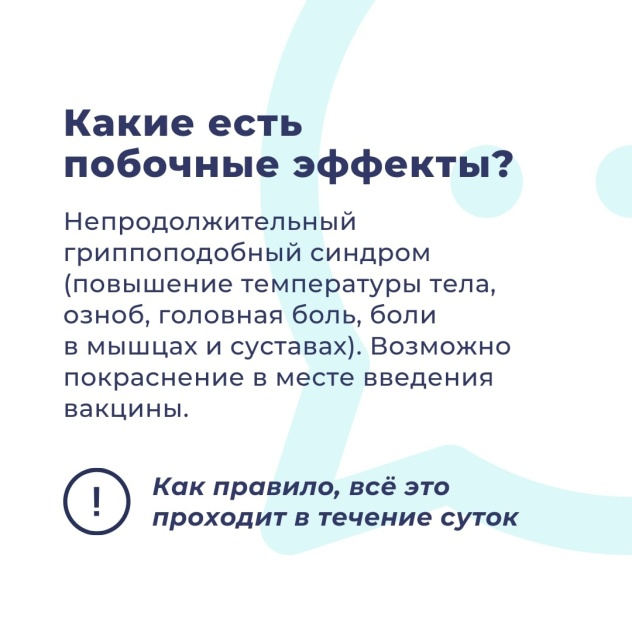 Какие есть
побочные эффекты?
Непродолжительный
гриппоподобный синдром
(повышение температуры тела,
озноб, головная боль, боли
в мышцах и суставах). Возможно
покраснение в месте введения
вакцины.
!
Как правило, всё это
проходит в течение суток